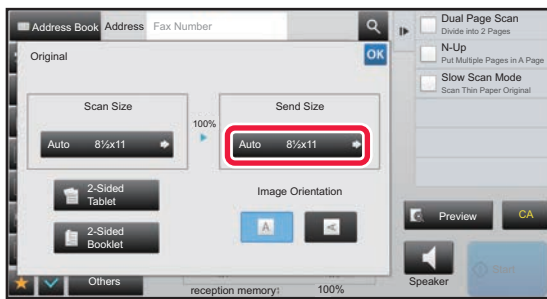 Address Book Address Fax Number
Original
OK
Scan Size
Auto 8½x11
100%
Send Size
Auto 8½x11
2-Sided
Tablet
2-Sided
Booklet
Image Orientation
A
A
Others
reception memory: 100%
Dual Page Scan
Divide into 2 Pages
N-Up
Put Multiple Pages in A Page
Slow Scan Mode
Scan Thin Paper Original
Preview
CA
Speaker
Start